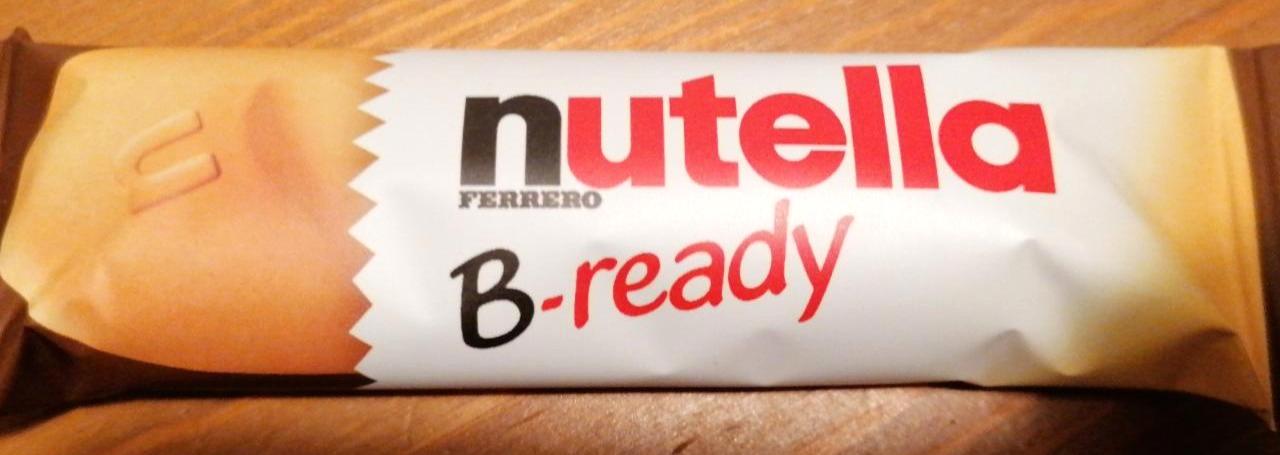 nutella
FERRERO
B-ready
n